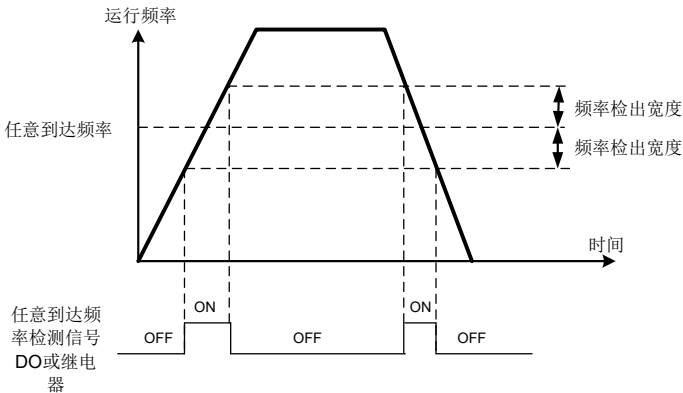 运行频率
频率检出宽度
任意到达频率
频率检出宽度
时间
任意到达频
率检测信号
DO或继电
器
OFF
ON
OFF
ON
OFF